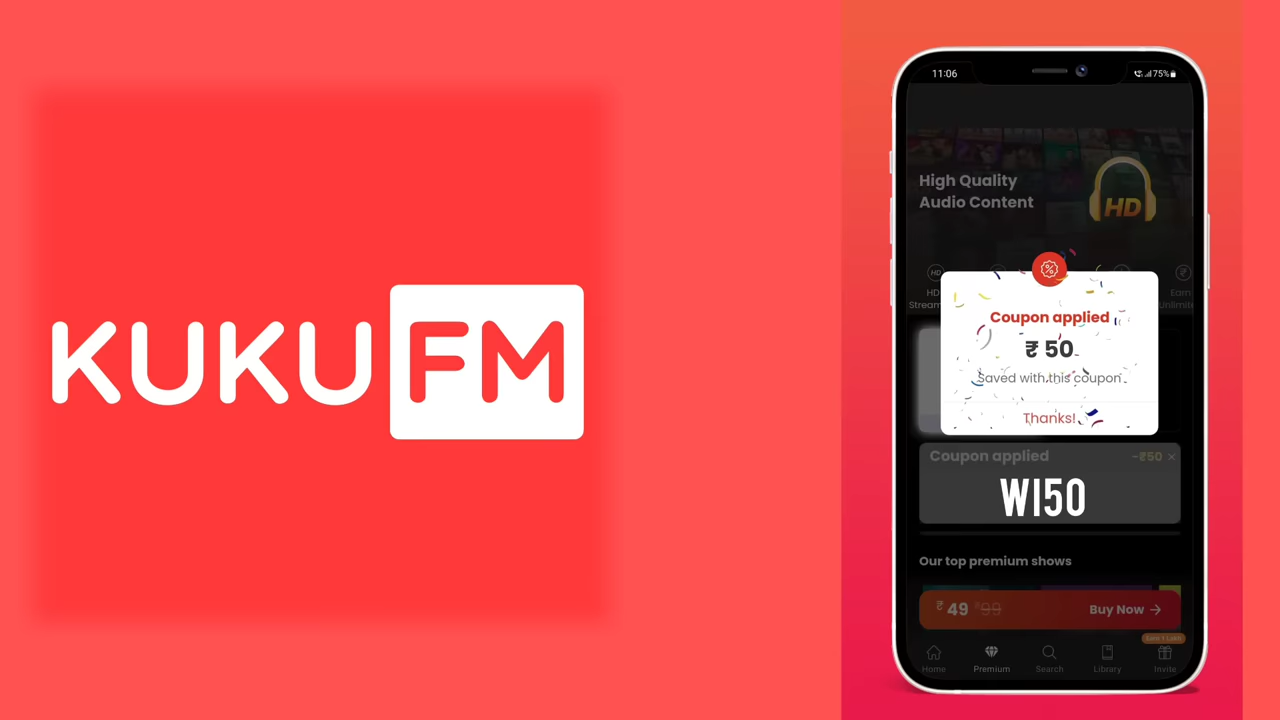 KUKU FM
11:06
75%
High Quality
Audio Content
HD
HD
Stream
Earn
Unlimite
Coupon applied
₹ 50
Saved with this coupon
Thanks!
Coupon applied
-₹50 ×
WI50
Our top premium shows
₹ 49 ₹99
Buy Now →
Home
Premium
Search
Library
Invite